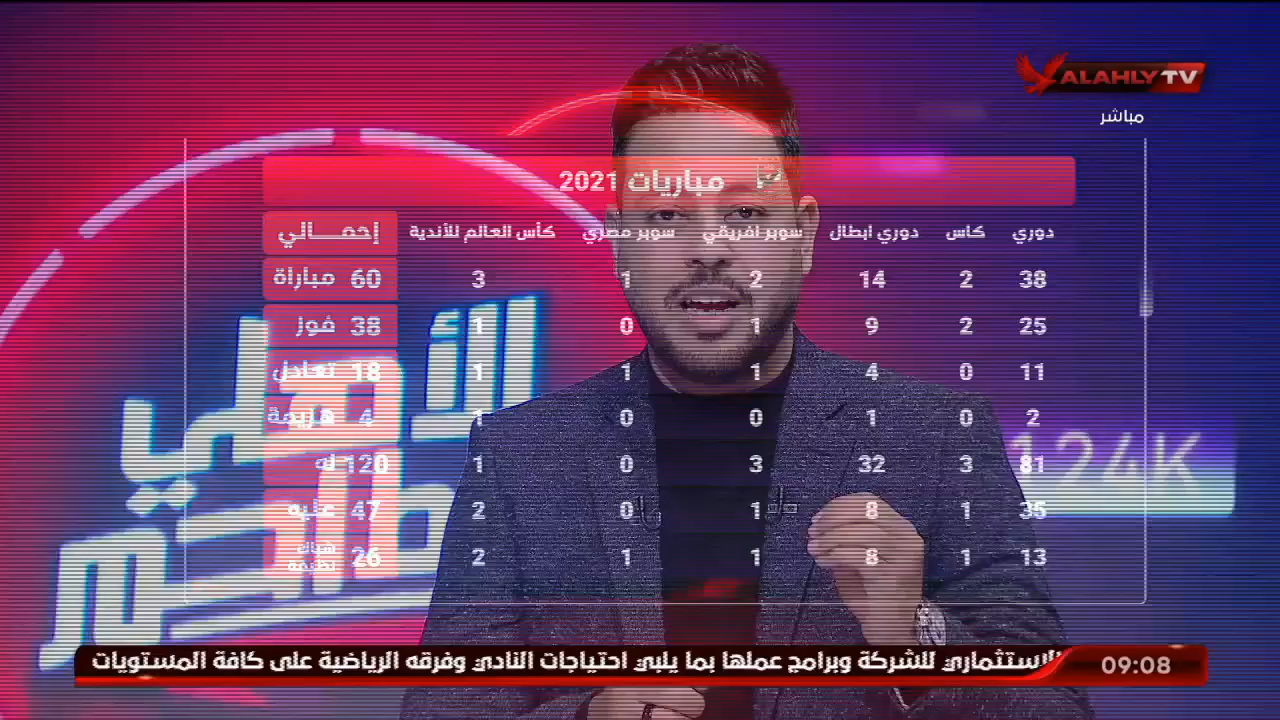 ALAHLY TV
مباشر
مباريات 2021
دوري كاس دوري ابطال سوبر افريقي سوبر مصري كأس العالم للأندية إجمـــالي
38 2 14 2 1 3 60 مباراة
25 2 9 1 0 1 38 فوز
11 0 4 1 1 1 18 تعادل
2 0 1 0 0 1 4 هزيمة
81 3 32 3 0 1 120 له
35 1 8 1 0 2 47 عليه
13 1 8 1 1 2 26 شباك نظيفة
الأهلي
124K
الاستثماري للشركة وبرامج عملها بما يلبي احتياجات النادي وفرقه الرياضية على كافة المستويات
09:08